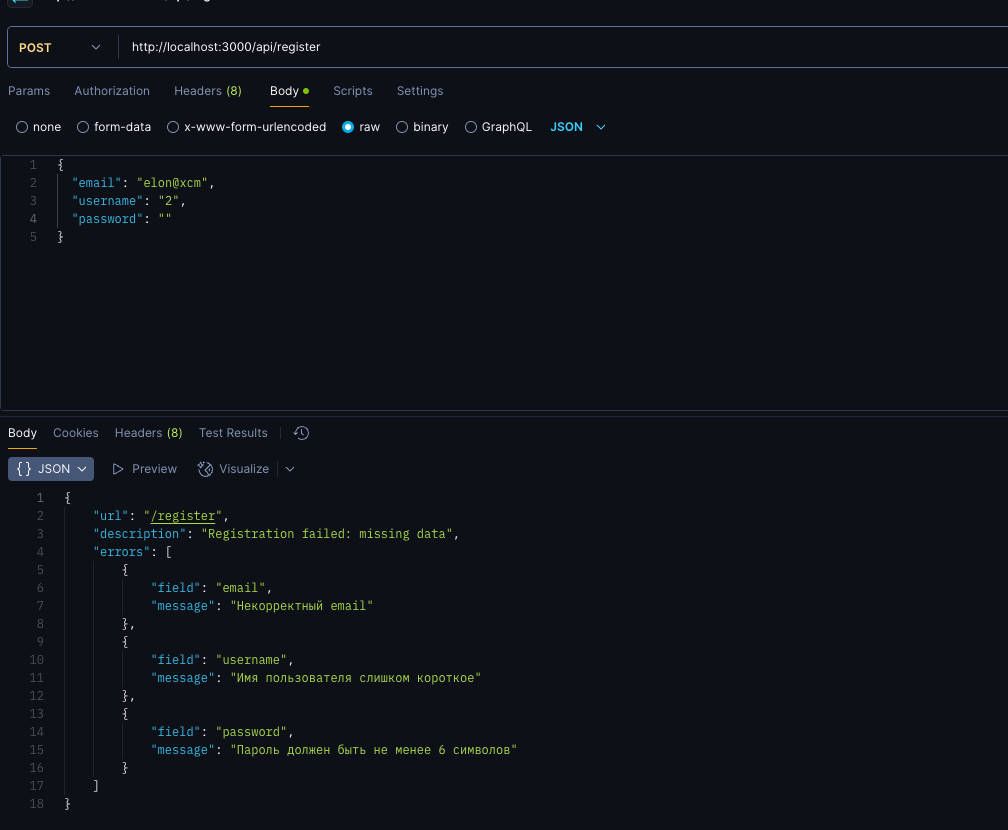 POST http://localhost:3000/api/register
Params Authorization Headers (8) Body Scripts Settings
none form-data x-www-form-urlencoded raw binary GraphQL JSON
1 {
2 "email": "elon@xcm",
3 "username": "2",
4 "password": ""
5 }
Body Cookies Headers (8) Test Results
{} JSON Preview Visualize
1 {
2 "url": "/register",
3 "description": "Registration failed: missing data",
4 "errors": [
5 {
6 "field": "email",
7 "message": "Некорректный email"
8 },
9 {
10 "field": "username",
11 "message": "Имя пользователя слишком короткое"
12 },
13 {
14 "field": "password",
15 "message": "Пароль должен быть не менее 6 символов"
16 }
17 ]
18 }